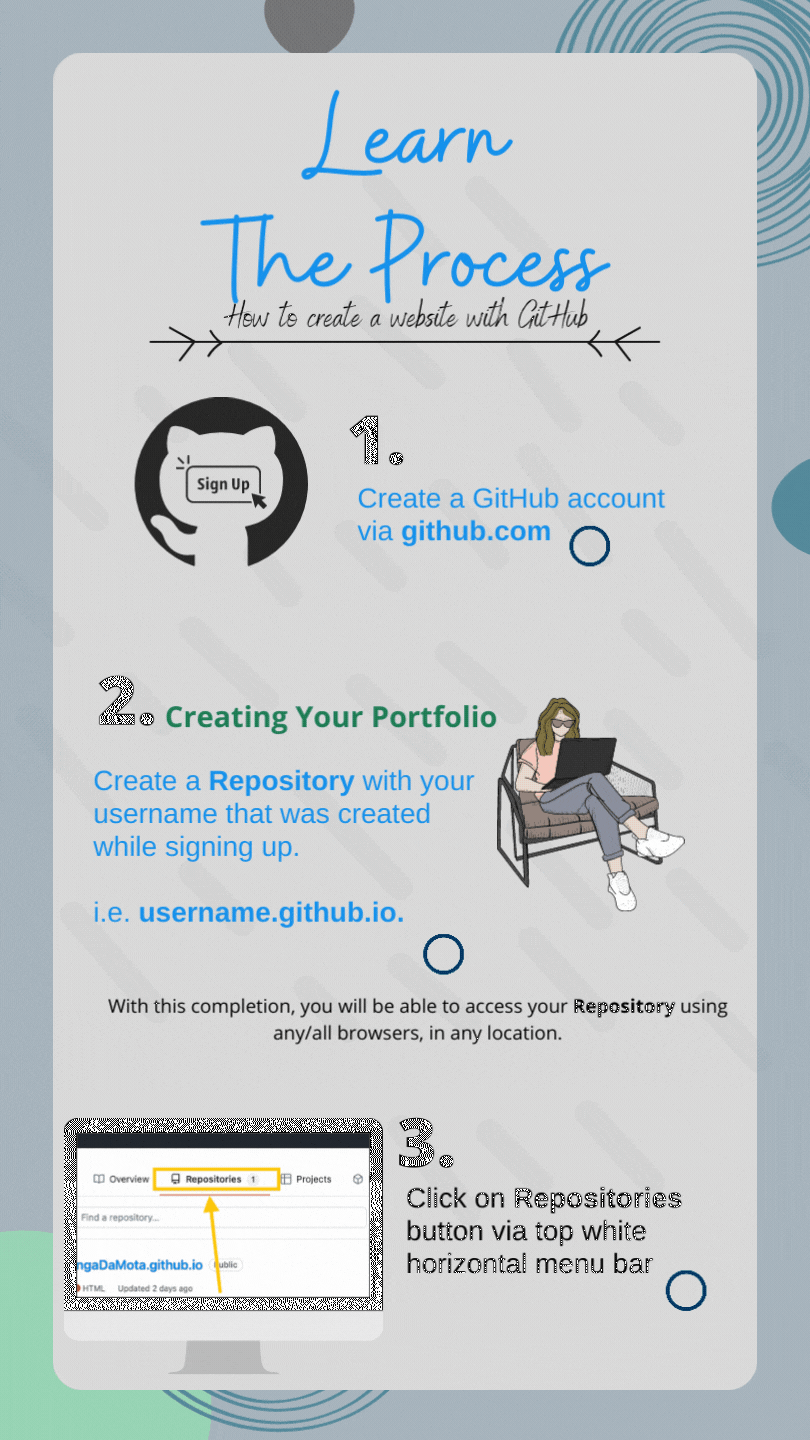 Learn
The Process
How to create a website with GitHub
Sign Up
1.
Create a GitHub account
via github.com
2. Creating Your Portfolio
Create a Repository with your
username that was created
while signing up.
i.e. username.github.io.
With this completion, you will be able to access your Repository using
any/all browsers, in any location.
Overview Repositories 1 Projects
Find a repository...
ngaDaMota.github.io Public
HTML Updated 2 days ago
3.
Click on Repositories
button via top white
horizontal menu bar